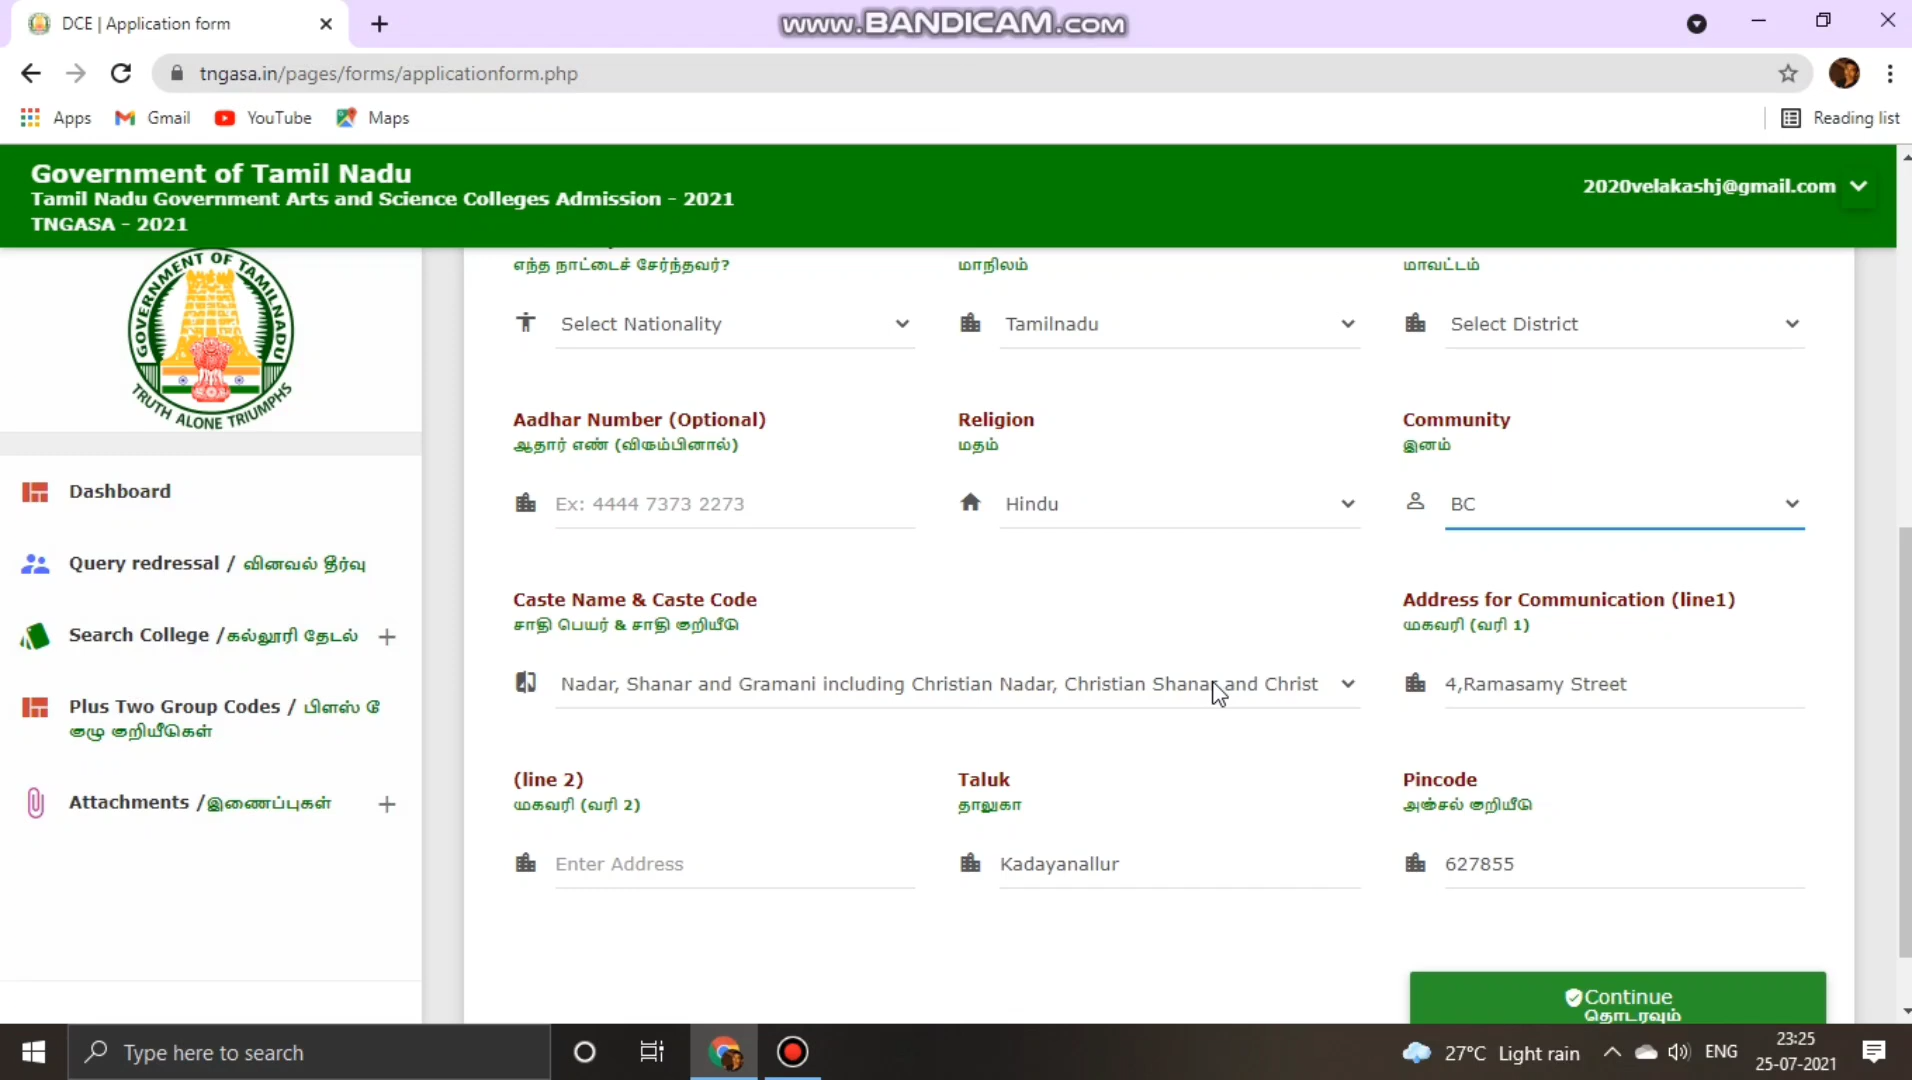 DCE | Application form
www.BANDICAM.com
tngasa.in/pages/forms/applicationform.php
Apps Gmail YouTube Maps Reading list
Government of Tamil Nadu
Tamil Nadu Government Arts and Science Colleges Admission - 2021
TNGASA - 2021
2020velakashj@gmail.com
GOVERNMENT OF TAMILNADU
TRUTH ALONE TRIUMPHS
Dashboard
Query redressal / வினவல் தீர்வு
Search College /கல்லூரி தேடல்
Plus Two Group Codes / பிளஸ் டூ
குழு குறியீடுகள்
Attachments /இணைப்புகள்
எந்த நாட்டைச் சேர்ந்தவர்? மாநிலம் மாவட்டம்
Select Nationality Tamilnadu Select District
Aadhar Number (Optional) Religion Community
ஆதார் எண் (விரும்பினால்) மதம் இனம்
Ex: 4444 7373 2273 Hindu BC
Caste Name & Caste Code Address for Communication (line1)
சாதி பெயர் & சாதி குறியீடு முகவரி (வரி 1)
Nadar, Shanar and Gramani including Christian Nadar, Christian Shanar and Christ 4,Ramasamy Street
(line 2) Taluk Pincode
முகவரி (வரி 2) தாலுகா அஞ்சல் குறியீடு
Enter Address Kadayanallur 627855
Continue
தொடரவும்
Type here to search
27°C Light rain ENG
23:25
25-07-2021